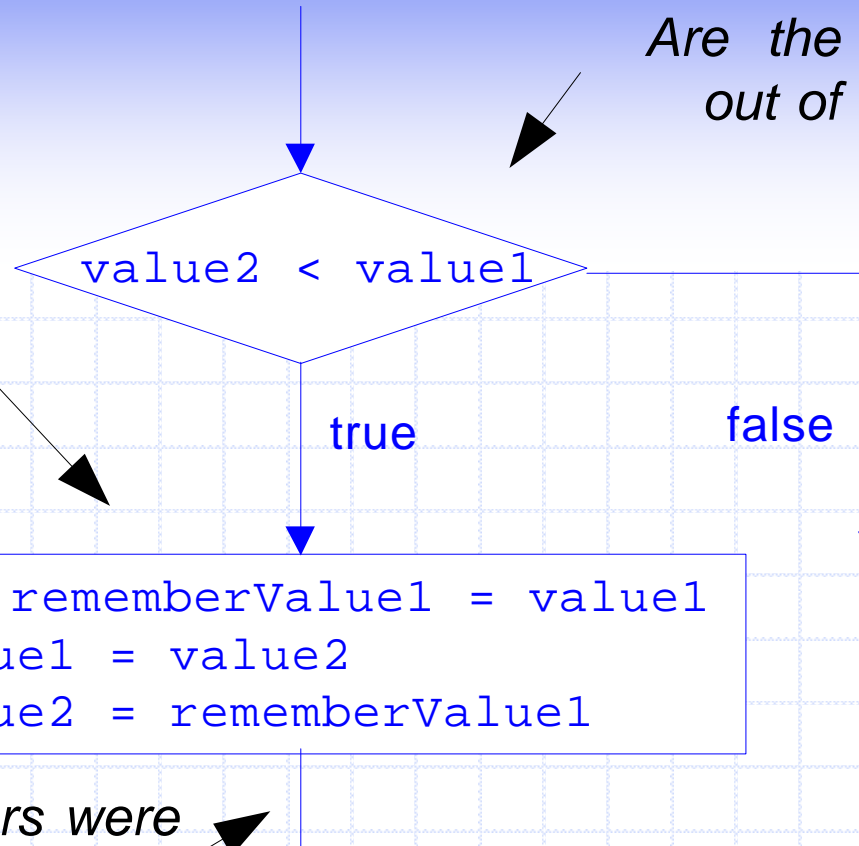 Are the
out of
value2 < value1
true
false
rememberValue1 = value1
ue1 = value2
ue2 = rememberValue1
rs were